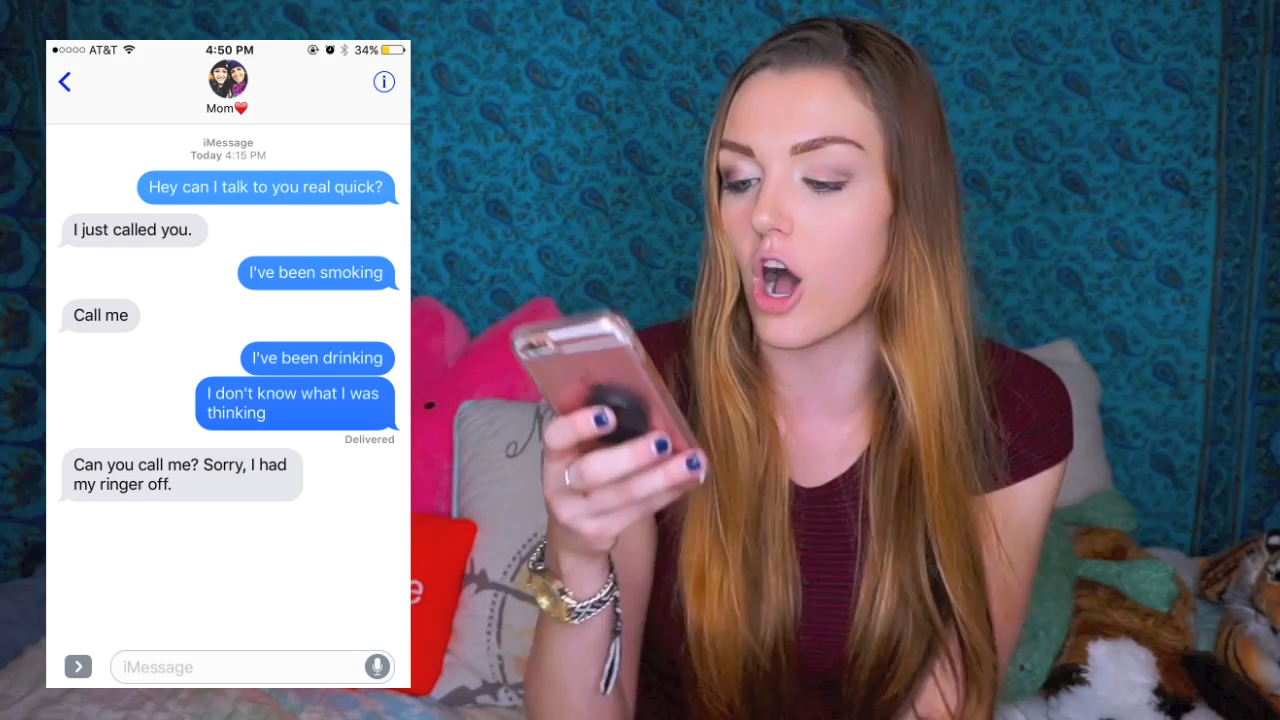 AT&T 4:50 PM 34%
Mom❤️
iMessage
Today 4:15 PM
Hey can I talk to you real quick?
I just called you.
I've been smoking
Call me
I've been drinking
I don't know what I was
thinking
Delivered
Can you call me? Sorry, I had
my ringer off.
iMessage
e